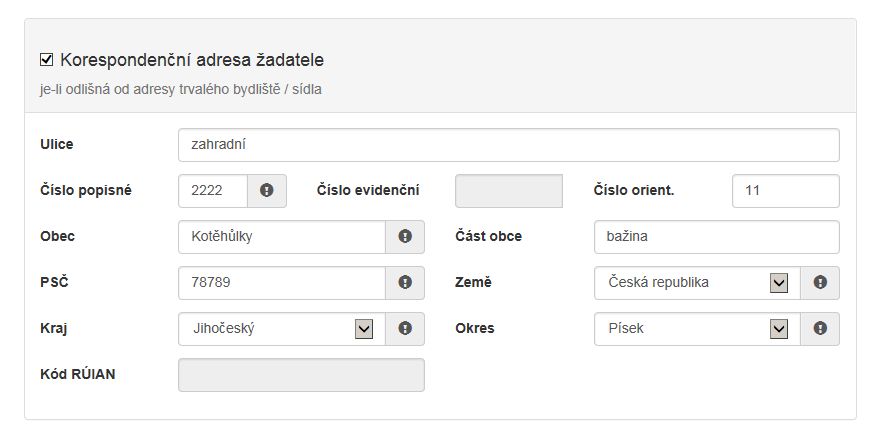 Korespondenční adresa žadatele
je-li odlišná od adresy trvalého bydliště / sídla
Ulice zahradní
Číslo popisné 2222 Číslo evidenční Číslo orient. 11
Obec Kotěhůlky Část obce bažina
PSČ 78789 Země Česká republika
Kraj Jihočeský Okres Písek
Kód RÚIAN